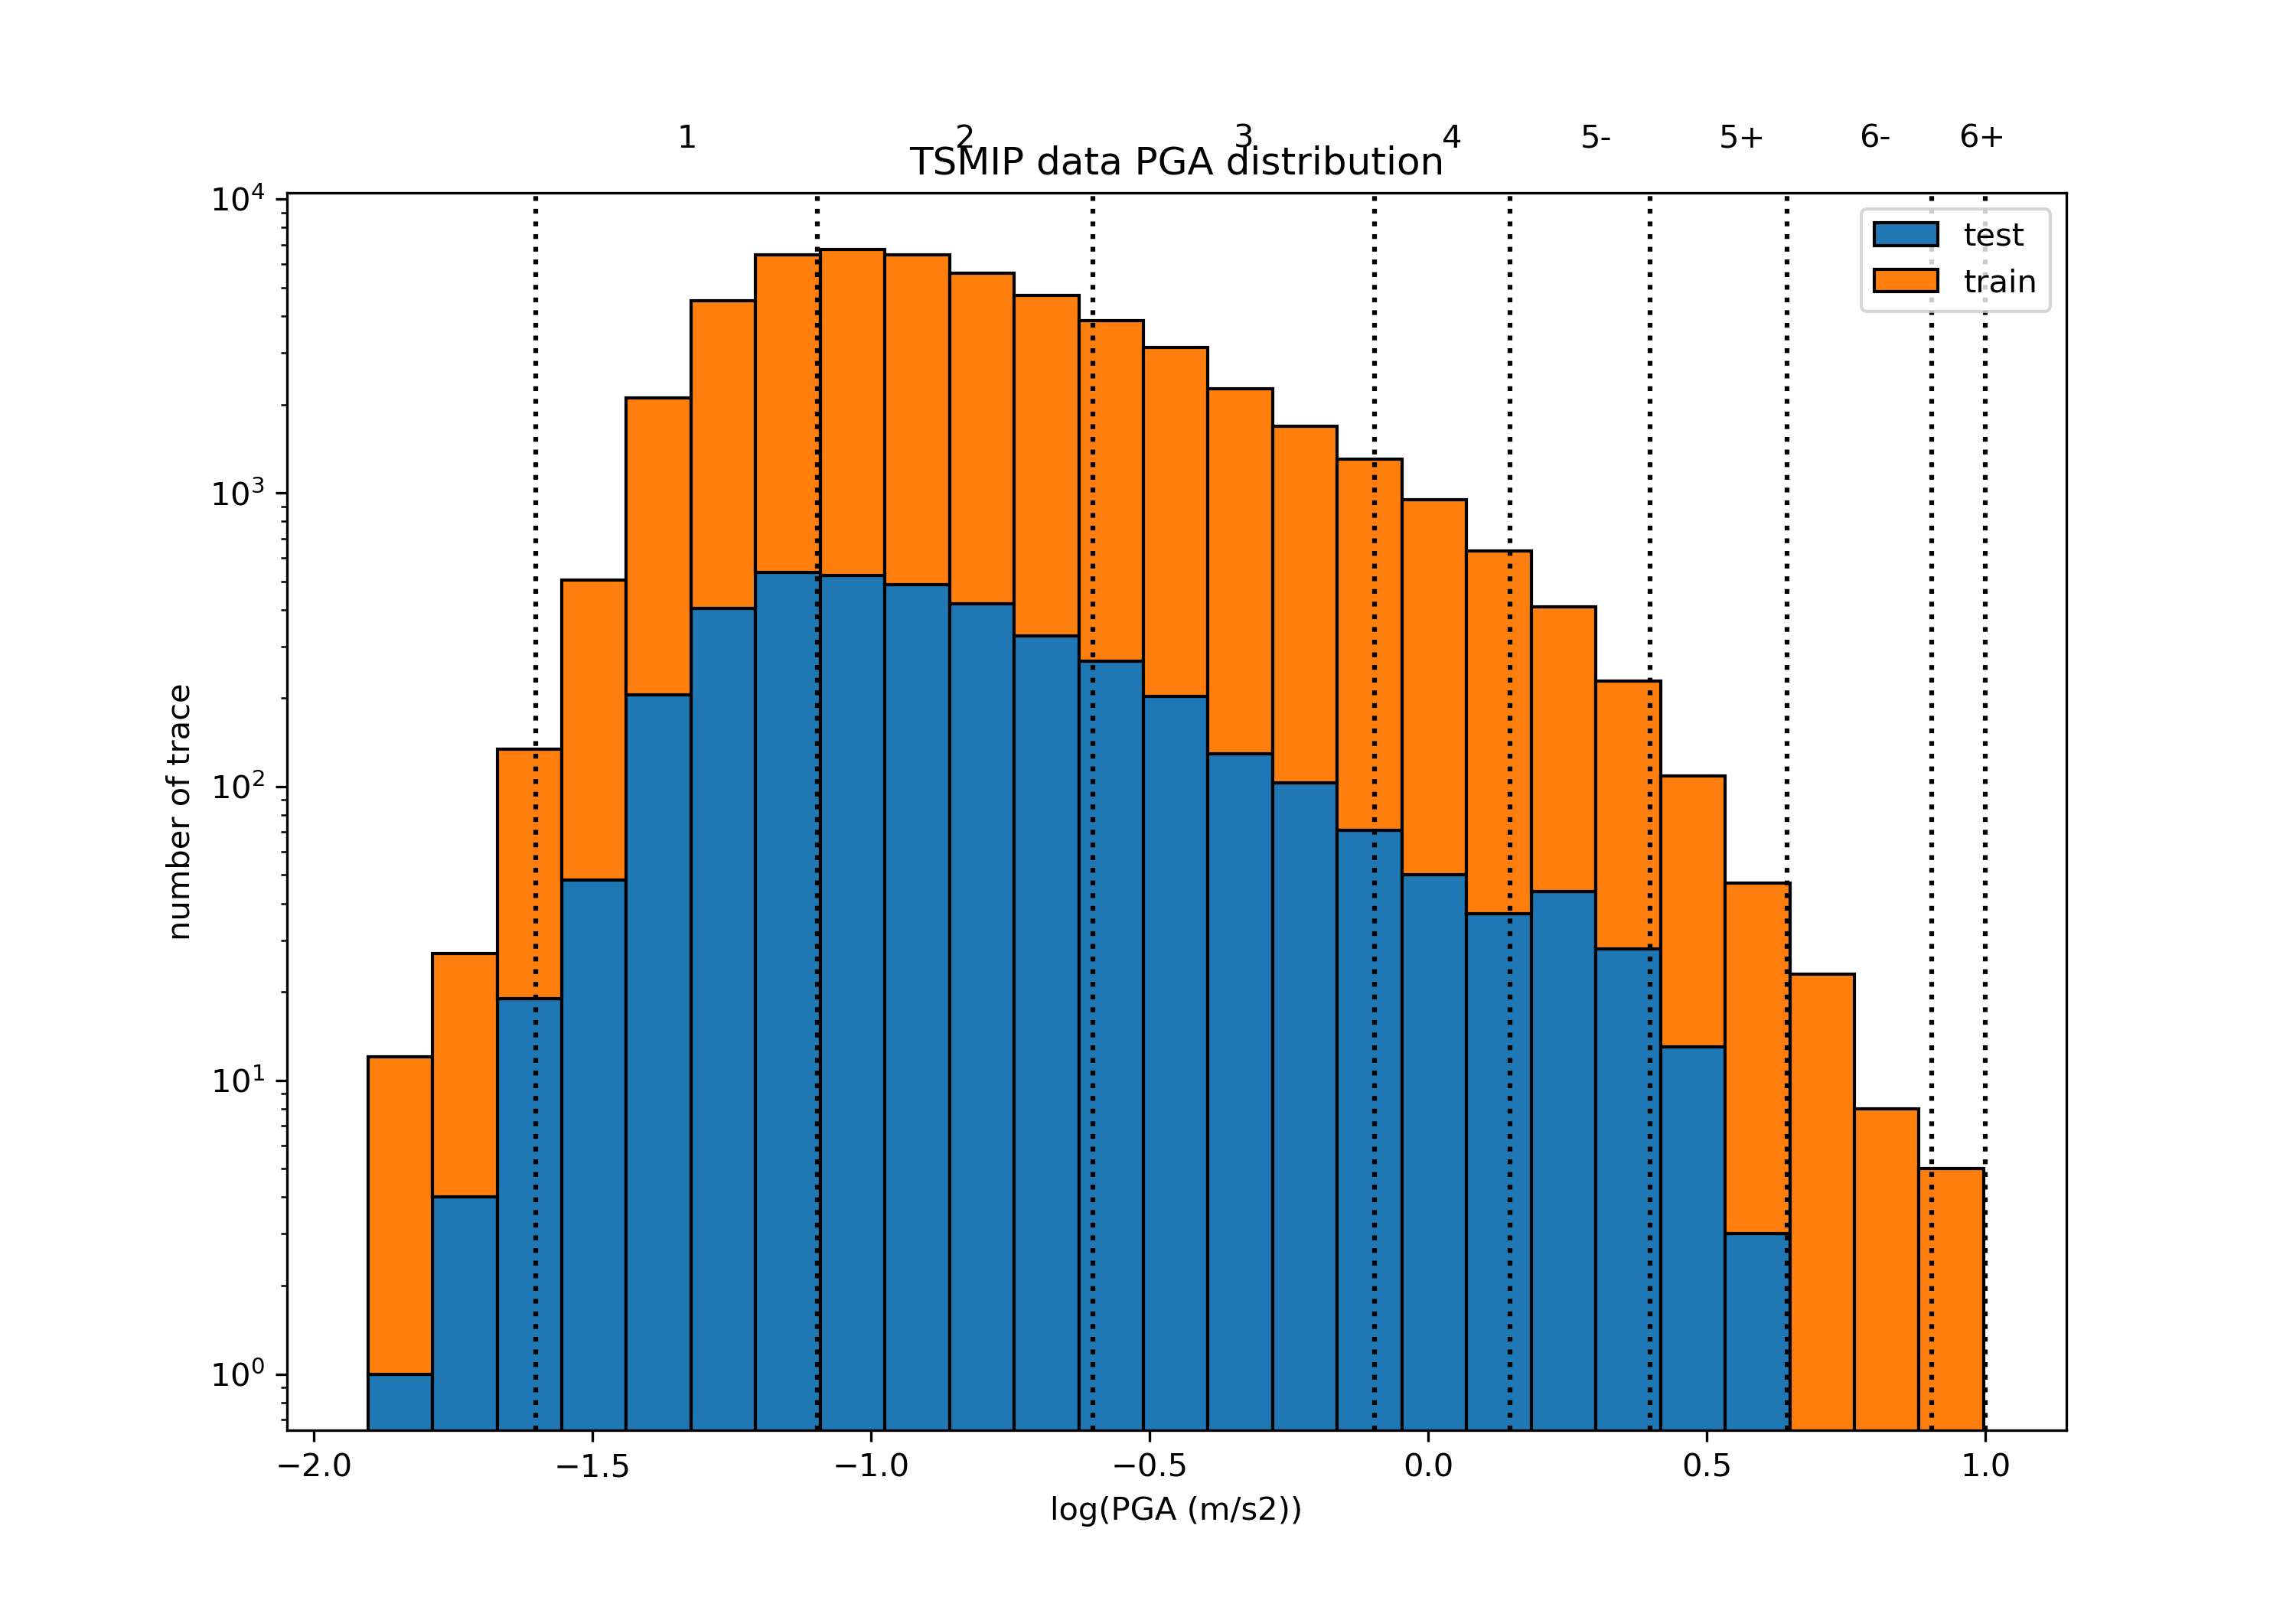 1 2 3 4 5- 5+ 6- 6+
TSMIP data PGA distribution
test
train
10⁴
10³
10²
10¹
10⁰
number of trace
−2.0 −1.5 −1.0 −0.5 0.0 0.5 1.0
log(PGA (m/s2))